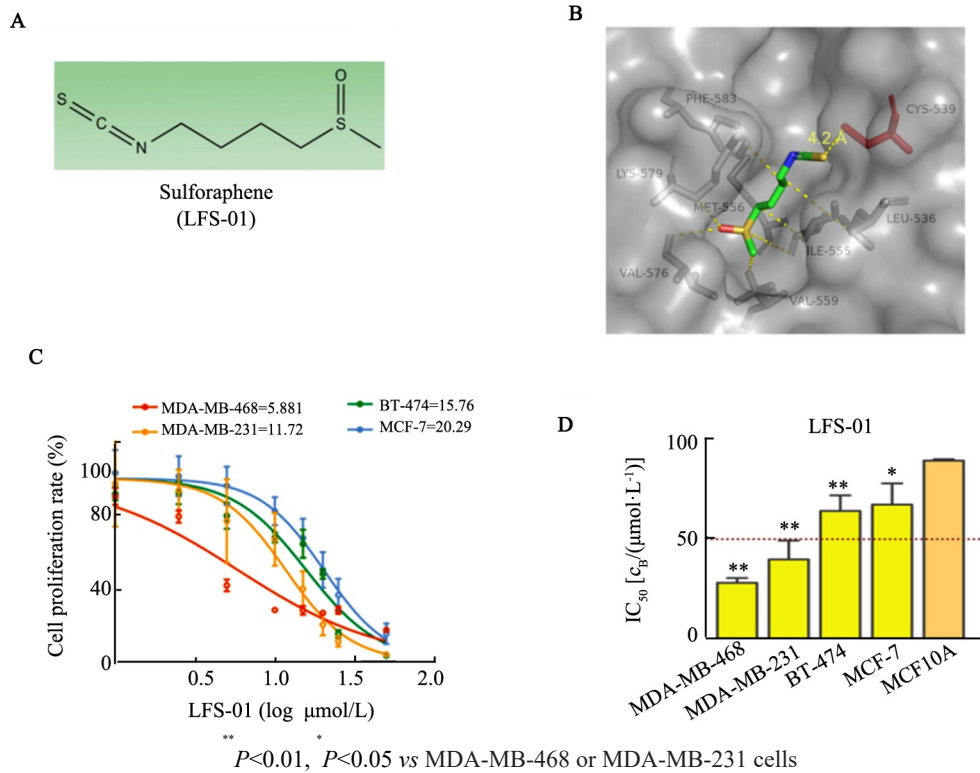 A
S
C
N
O
S
Sulforaphene
(LFS-01)
B
PHE-583
CYS-539
4.2 Å
LYS-579
MET-556
LEU-536
ILE-555
VAL-576
VAL-559
C
MDA-MB-468=5.881
BT-474=15.76
MDA-MB-231=11.72
MCF-7=20.29
Cell proliferation rate (%)
100
80
40
0
0.5
1.0
1.5
2.0
LFS-01 (log μmol/L)
D
LFS-01
IC50 [cB/(μmol·L-1)]
100
50
0
**
**
**
*
MDA-MB-468
MDA-MB-231
BT-474
MCF-7
MCF10A
** *
P<0.01, P<0.05 vs MDA-MB-468 or MDA-MB-231 cells